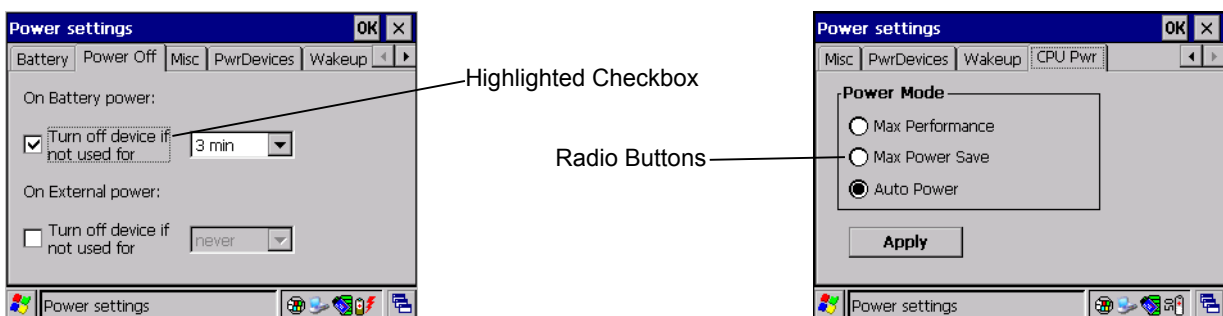 Power settings OK
Battery Power Off Misc PwrDevices Wakeup
On Battery power:
Turn off device if
not used for
3 min
On External power:
Turn off device if
not used for
never
Power settings
Highlighted Checkbox
Radio Buttons
Power settings OK
Misc PwrDevices Wakeup CPU Pwr
Power Mode
Max Performance
Max Power Save
Auto Power
Apply
Power settings